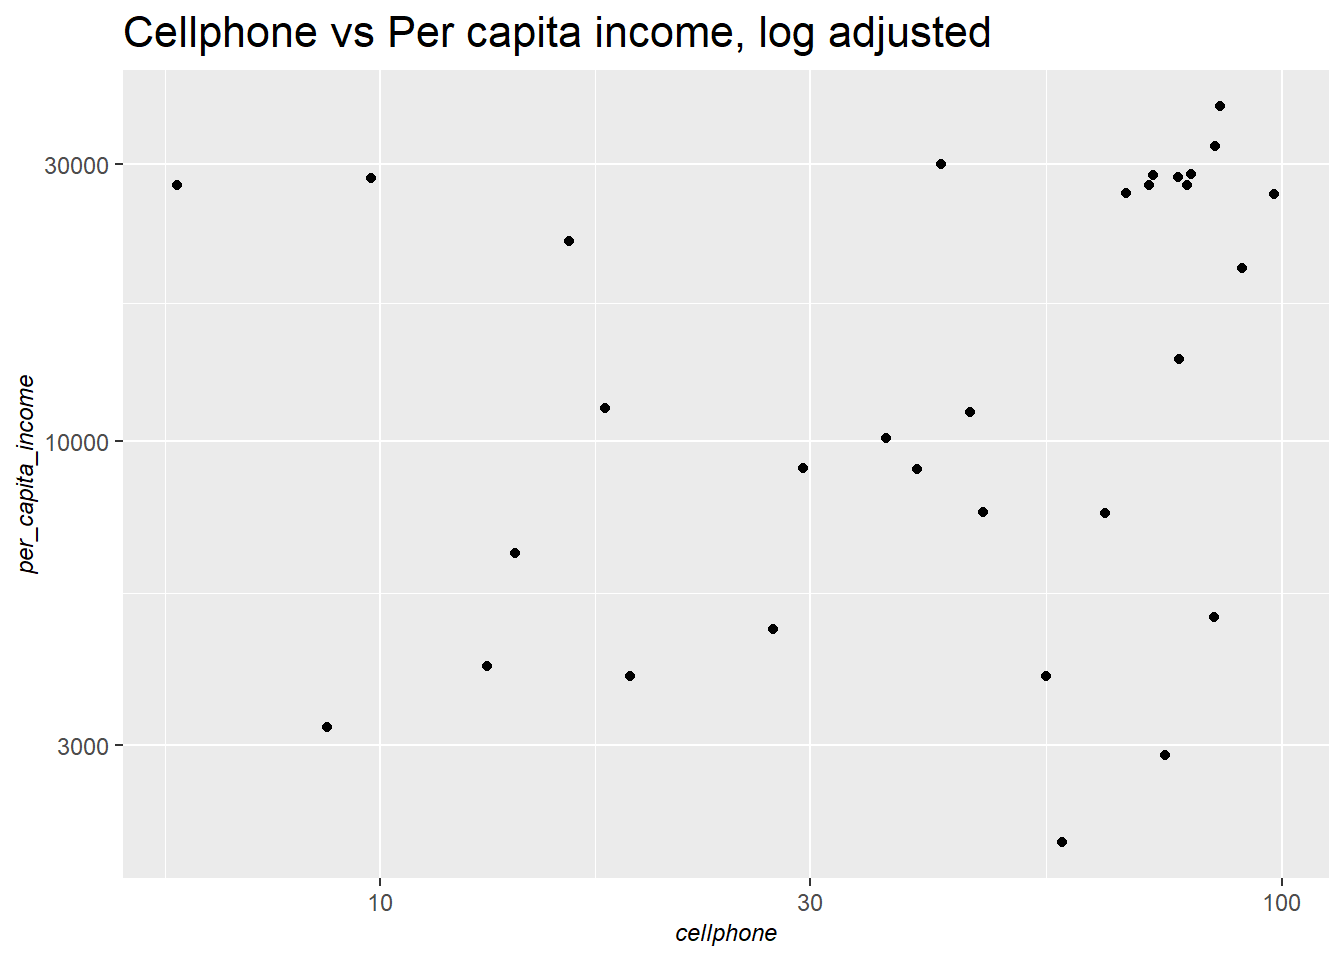 Cellphone vs Per capita income, log adjusted
30000
10000
3000
per_capita_income
10 30 100
cellphone